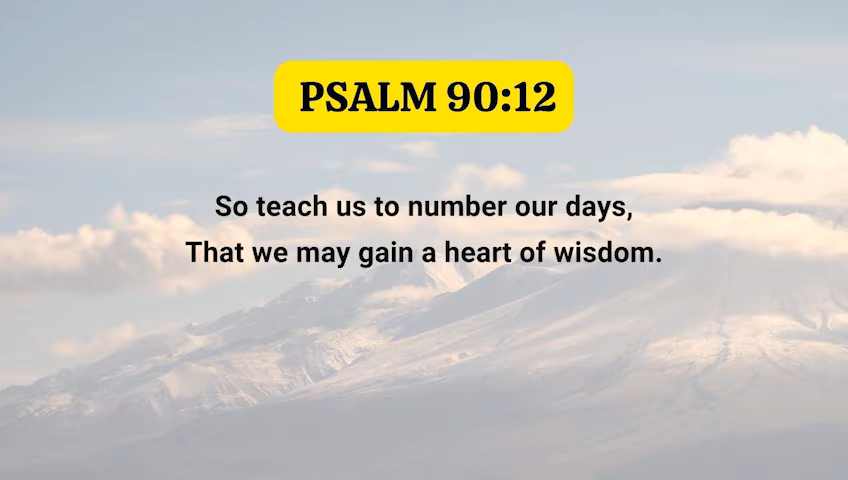 PSALM 90:12
So teach us to number our days,
That we may gain a heart of wisdom.